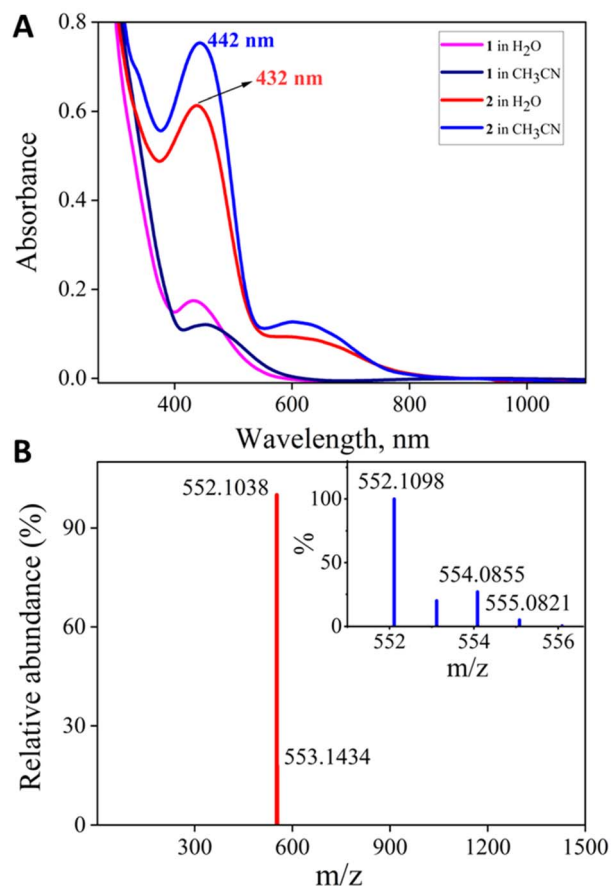 A
442 nm
432 nm
1 in H₂O
1 in CH₃CN
2 in H₂O
2 in CH₃CN
Absorbance
0.8
0.6
0.4
0.2
0.0
400
600
800
1000
Wavelength, nm
B
Relative abundance (%)
90
60
30
0
552.1038
553.1434
300
600
900
1200
1500
m/z
%
100
50
0
552.1098
554.0855
555.0821
552
554
556
m/z